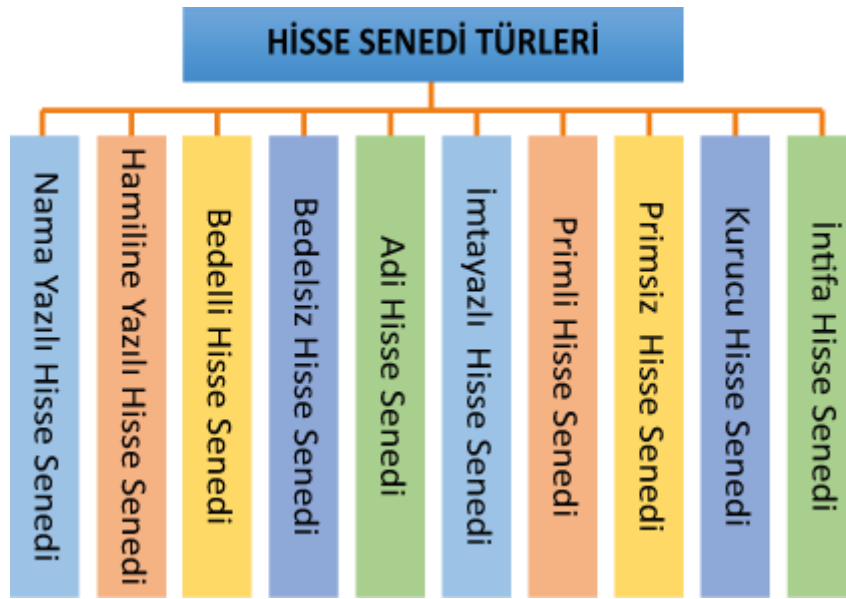 HİSSE SENEDİ TÜRLERİ
Nama Yazılı Hisse Senedi
Hamiline Yazılı Hisse Senedi
Bedelli Hisse Senedi
Bedelsiz Hisse Senedi
Adi Hisse Senedi
İmtayazlı Hisse Senedi
Primli Hisse Senedi
Primsiz Hisse Senedi
Kurucu Hisse Senedi
İntifa Hisse Senedi